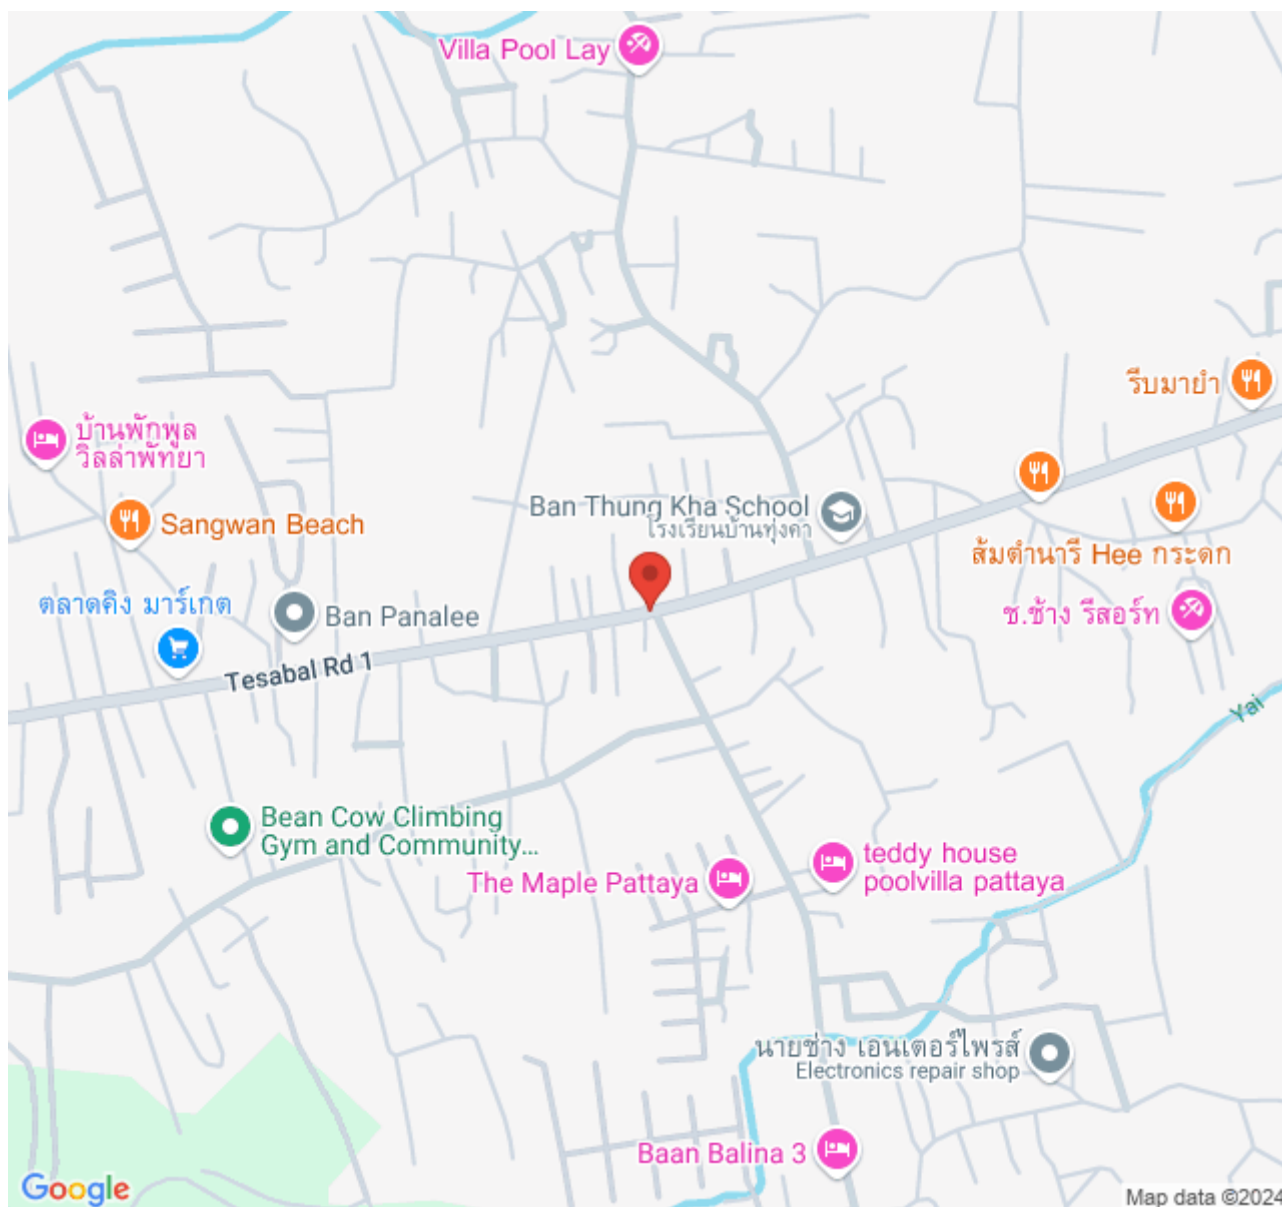 Villa Pool Lay
รีบมายำ
บ้านพักพูล
วิลล่าพัทยา
Ban Thung Kha School
โรงเรียนบ้านทุ่งคา
Sangwan Beach
ส้มตำนารี Hee กระดก
ตลาดคิง มาร์เกต
Ban Panalee
ช.ช้าง รีสอร์ท
Tesabal Rd 1
Yai
Bean Cow Climbing
Gym and Community...
teddy house
poolvilla pattaya
The Maple Pattaya
นายช่าง เอนเตอร์ไพรส์
Electronics repair shop
Baan Balina 3
Google
Map data ©2024